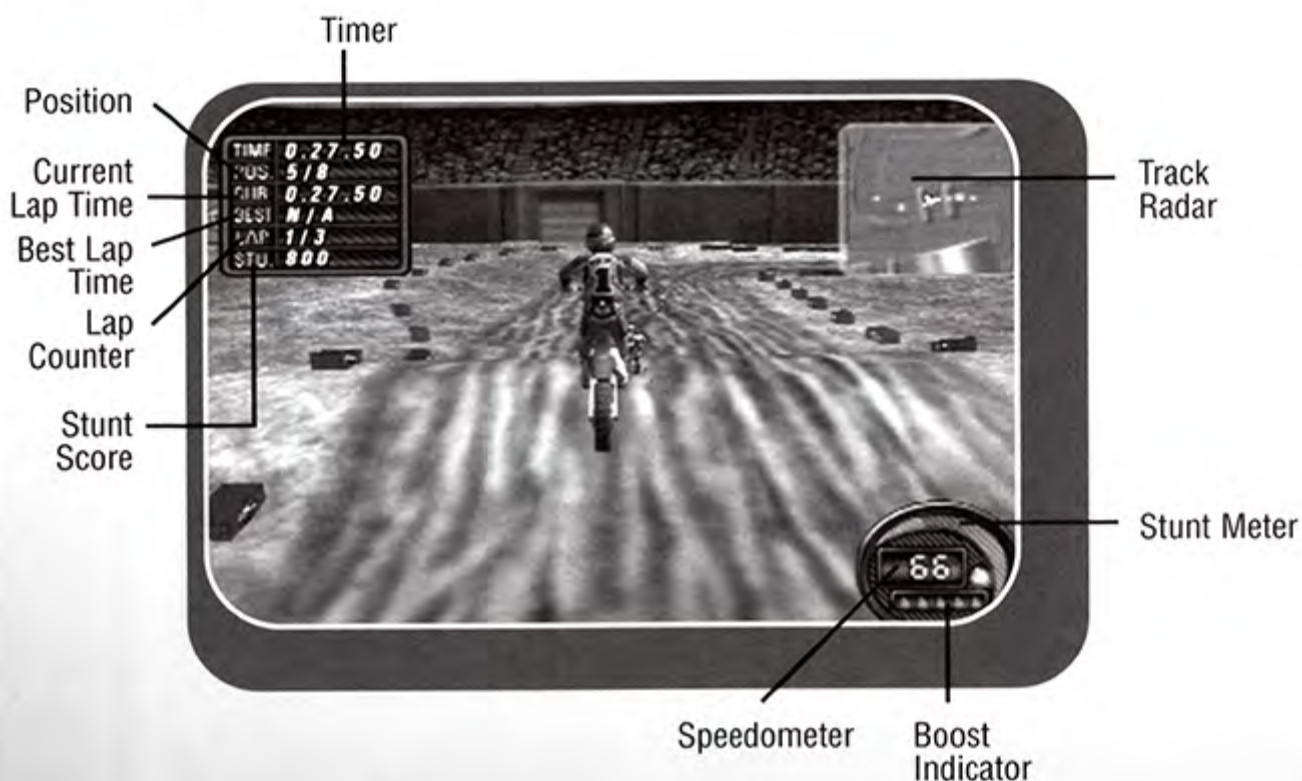 Timer
Position
Current
Lap Time
Best Lap
Time
Lap
Counter
Stunt
Score
TIME 0.27.50
POS. 5/8
CUR 0.27.50
BEST N/A
LAP 1/3
STU. 800
1
Track
Radar
Stunt Meter
66
Speedometer
Boost
Indicator